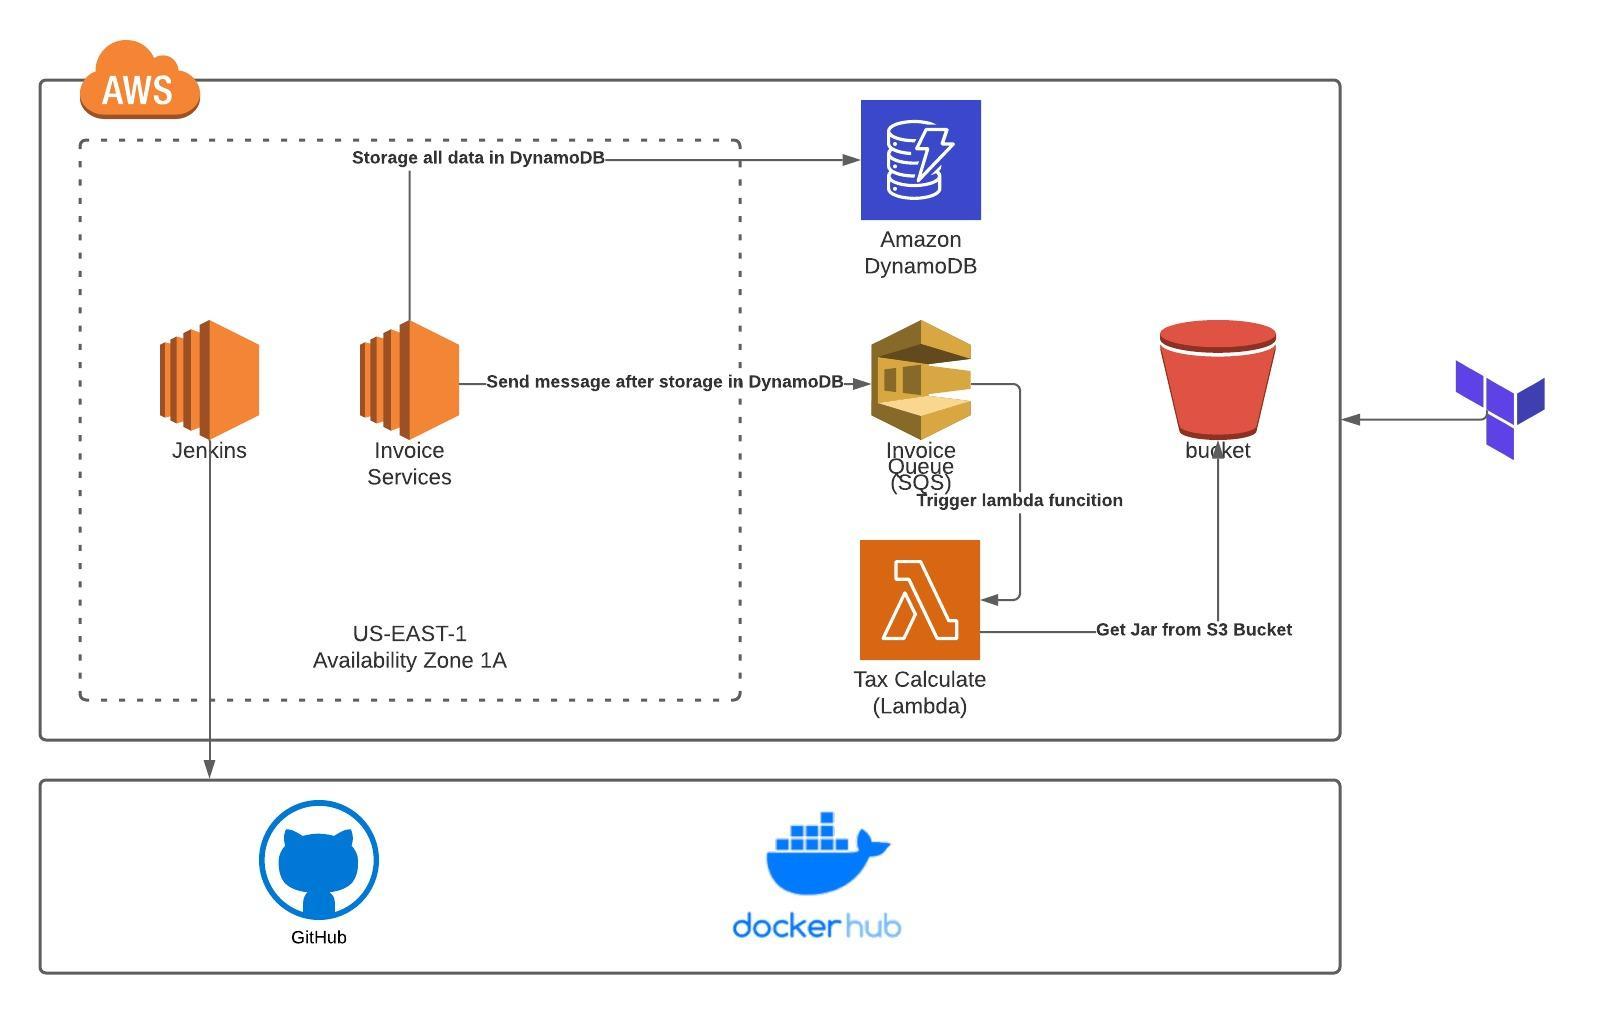 AWS
Storage all data in DynamoDB
Amazon
DynamoDB
Send message after storage in DynamoDB
Jenkins
Invoice
Services
Invoice
Queue
(SQS)
bucket
Trigger lambda funcition
US-EAST-1
Availability Zone 1A
Get Jar from S3 Bucket
Tax Calculate
(Lambda)
GitHub
dockerhub